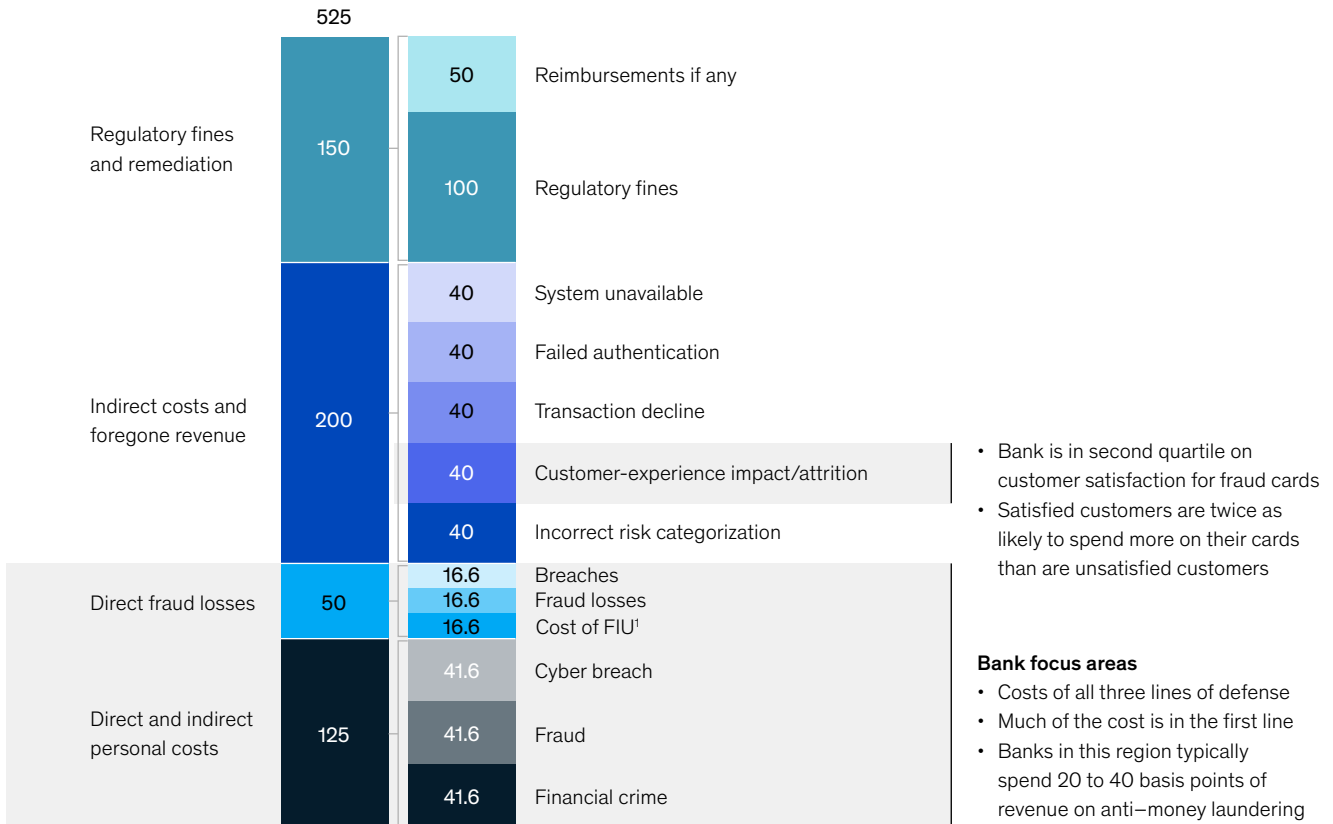 525
Regulatory fines
and remediation
150
50
Reimbursements if any
100
Regulatory fines
Indirect costs and
foregone revenue
200
40
System unavailable
40
Failed authentication
40
Transaction decline
40
Customer-experience impact/attrition
40
Incorrect risk categorization
• Bank is in second quartile on
customer satisfaction for fraud cards
• Satisfied customers are twice as
likely to spend more on their cards
than are unsatisfied customers
Direct fraud losses
50
16.6
Breaches
16.6
Fraud losses
16.6
Cost of FIU¹
Direct and indirect
personal costs
125
41.6
Cyber breach
41.6
Fraud
41.6
Financial crime
Bank focus areas
• Costs of all three lines of defense
• Much of the cost is in the first line
• Banks in this region typically
spend 20 to 40 basis points of
revenue on anti–money laundering